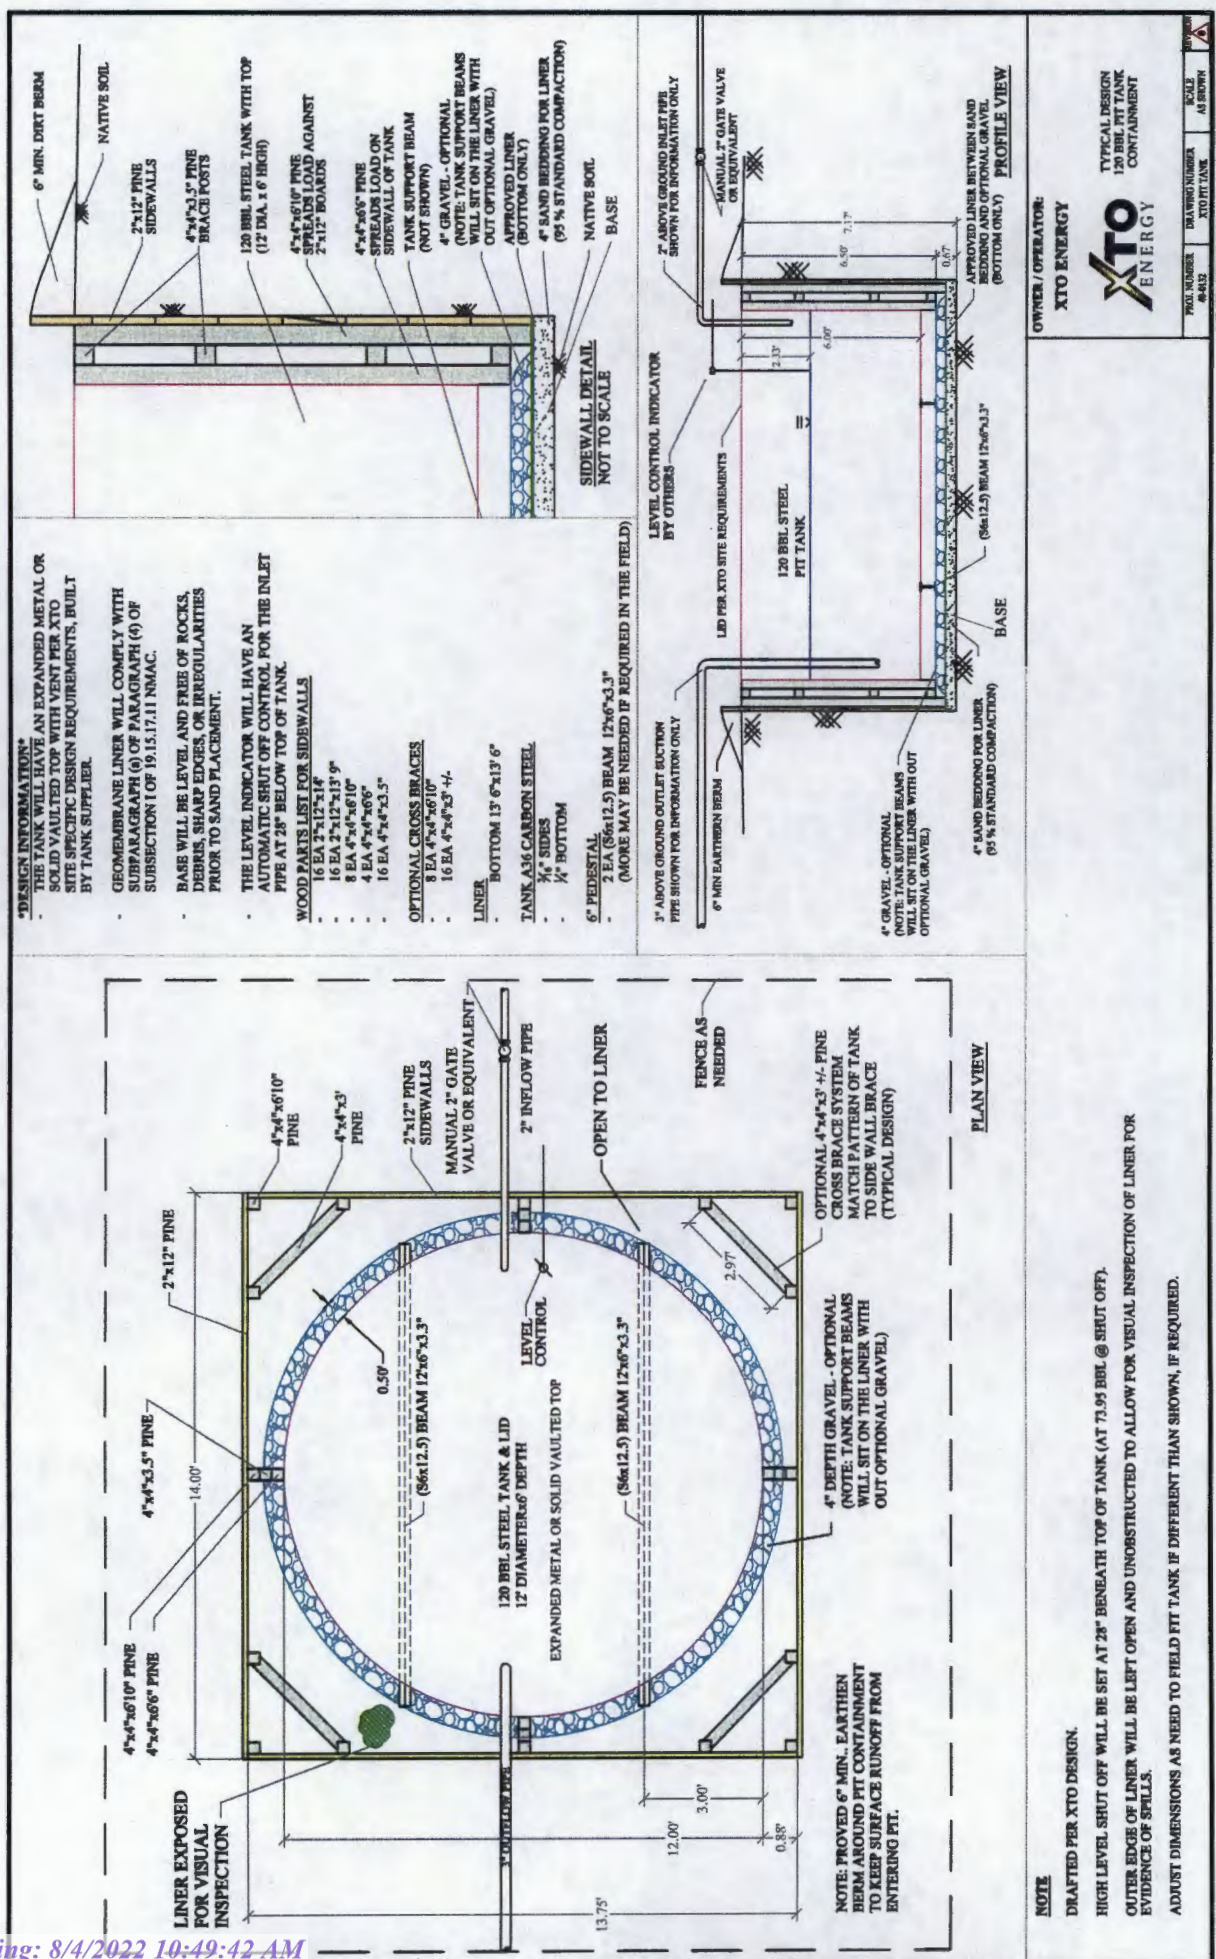 *DESIGN INFORMATION*
- THE TANK WILL HAVE AN EXPANDED METAL OR
SOLID VAULTED TOP WITH VENT PER XTO
SITE SPECIFIC DESIGN REQUIREMENTS, BUILT
BY TANK SUPPLIER.
- GEOMEMBRANE LINER WILL COMPLY WITH
SUBPARAGRAPH (a) OF PARAGRAPH (4) OF
SUBSECTION I OF 19.15.17.11 NMAC.
- BASE WILL BE LEVEL AND FREE OF ROCKS,
DEBRIS, SHARP EDGES, OR IRREGULARITIES
PRIOR TO SAND PLACEMENT.
- THE LEVEL INDICATOR WILL HAVE AN
AUTOMATIC SHUT OFF CONTROL FOR THE INLET
PIPE AT 28" BELOW TOP OF TANK.
WOOD PARTS LIST FOR SIDEWALLS
- 16 EA 2"x12"x14'
- 16 EA 2"x12"x13' 9"
- 8 EA 4"x4"x6'10"
- 4 EA 4"x4"x6'6"
- 16 EA 4"x4"x3.5"
OPTIONAL CROSS BRACES
- 8 EA 4"x4"x6'10"
- 16 EA 4"x4"x3' +/-
LINER
- BOTTOM 13' 6"x13' 6"
TANK A36 CARBON STEEL
- 3/16" SIDES
- 1/4" BOTTOM
6" PEDESTAL
- 2 EA (S6x12.5) BEAM 12'x6"x3.3"
(MORE MAY BE NEEDED IF REQUIRED IN THE FIELD)
6" MIN. DIRT BERM
NATIVE SOIL
2"x12" PINE
SIDEWALLS
4"x4"x3.5" PINE
BRACE POSTS
120 BBL STEEL TANK WITH TOP
(12' DIA. x 6' HIGH)
4"x4"x6'10" PINE
SPREADS LOAD AGAINST
2"x12" BOARDS
4"x4"x6'6" PINE
SPREADS LOAD ON
SIDEWALL OF TANK
TANK SUPPORT BEAM
(NOT SHOWN)
4" GRAVEL - OPTIONAL
(NOTE: TANK SUPPORT BEAMS
WILL SIT ON THE LINER WITH
OUT OPTIONAL GRAVEL)
APPROVED LINER
(BOTTOM ONLY)
4" SAND BEDDING FOR LINER
(95 % STANDARD COMPACTION)
NATIVE SOIL
BASE
SIDEWALL DETAIL
NOT TO SCALE
LINER EXPOSED
FOR VISUAL
INSPECTION
4"x4"x6'10" PINE
4"x4"x6'6" PINE
4"x4"x3.5" PINE
2"x12" PINE
14.00'
4"x4"x6'10"
PINE
4"x4"x3'
PINE
2"x12" PINE
SIDEWALLS
MANUAL 2" GATE
VALVE OR EQUIVALENT
2" INFLOW PIPE
OPEN TO LINER
FENCE AS
NEEDED
0.50'
(S6x12.5) BEAM 12'x6"x3.3"
LEVEL
CONTROL
120 BBL STEEL TANK & LID
12' DIAMETERx6' DEPTH
EXPANDED METAL OR SOLID VAULTED TOP
(S6x12.5) BEAM 12'x6"x3.3"
3" OUTFLOW PIPE
2.97'
OPTIONAL 4"x4"x3' +/- PINE
CROSS BRACE SYSTEM
MATCH PATTERN OF TANK
TO SIDE WALL BRACE
(TYPICAL DESIGN)
4" DEPTH GRAVEL - OPTIONAL
(NOTE: TANK SUPPORT BEAMS
WILL SIT ON THE LINER WITH
OUT OPTIONAL GRAVEL)
3.00'
12.00'
0.88'
13.75'
NOTE: PROVED 6" MIN., EARTHEN
BERM AROUND PIT CONTAINMENT
TO KEEP SURFACE RUNOFF FROM
ENTERING PIT.
PLAN VIEW
3" ABOVE GROUND OUTLET SUCTION
PIPE SHOWN FOR INFORMATION ONLY
6" MIN EARTHERN BERM
LEVEL CONTROL INDICATOR
BY OTHERS
LID PER XTO SITE REQUIREMENTS
2" ABOVE GROUND INLET PIPE
SHOWN FOR INFORMATION ONLY
MANUAL 2" GATE VALVE
OR EQUIVALENT
120 BBL STEEL
PIT TANK
2.33'
6.00'
6.50'
7.17'
0.67'
4" GRAVEL - OPTIONAL
(NOTE: TANK SUPPORT BEAMS
WILL SIT ON THE LINER WITH OUT
OPTIONAL GRAVEL)
4" SAND BEDDING FOR LINER
(95 % STANDARD COMPACTION)
BASE
(S6x12.5) BEAM 12'x6"x3.3"
APPROVED LINER BETWEEN SAND
BEDDING AND OPTIONAL GRAVEL
(BOTTOM ONLY)
PROFILE VIEW
NOTE
DRAFTED PER XTO DESIGN.
HIGH LEVEL SHUT OFF WILL BE SET AT 28" BENEATH TOP OF TANK (AT 73.95 BBL @ SHUT OFF).
OUTER EDGE OF LINER WILL BE LEFT OPEN AND UNOBSTRUCTED TO ALLOW FOR VISUAL INSPECTION OF LINER FOR
EVIDENCE OF SPILLS.
ADJUST DIMENSIONS AS NEED TO FIELD FIT TANK IF DIFFERENT THAN SHOWN, IF REQUIRED.
OWNER / OPERATOR:
XTO ENERGY
XTO
ENERGY
TYPICAL DESIGN
120 BBL PIT TANK
CONTAINMENT
PROJ. NUMBER
DRAWING NUMBER
XTO PIT TANK
SCALE
AS SHOWN
REVISION
ing: 8/4/2022 10:49:42 AM